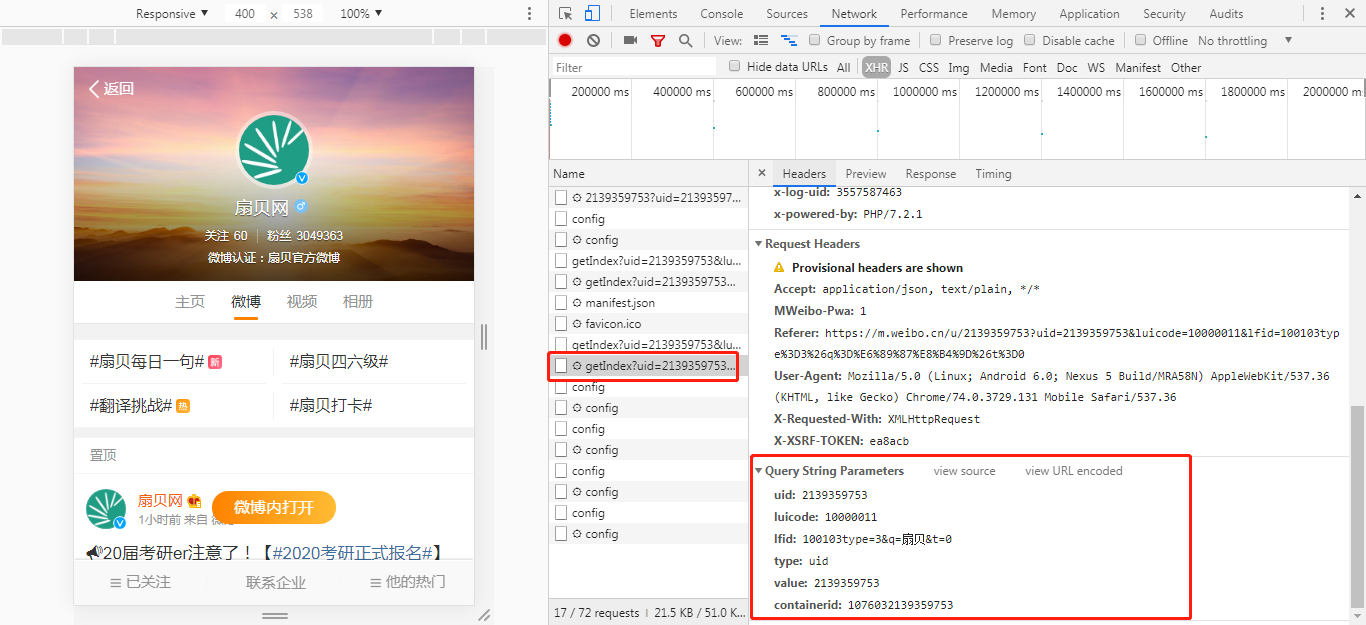 Responsive ▼ 400 × 538 100% ▼
返回
扇贝网
关注 60 | 粉丝 3049363
微博认证：扇贝官方微博
主页 微博 视频 相册
#扇贝每日一句# 新 #扇贝四六级#
#翻译挑战# 热 #扇贝打卡#
置顶
扇贝网
微博内打开
1小时前 来自
20届考研er注意了！【#2020考研正式报名#】
已关注 联系企业 他的热门
Elements Console Sources Network Performance Memory Application Security Audits
View: Group by frame Preserve log Disable cache Offline No throttling ▼
Filter Hide data URLs All XHR JS CSS Img Media Font Doc WS Manifest Other
200000 ms 400000 ms 600000 ms 800000 ms 1000000 ms 1200000 ms 1400000 ms 1600000 ms 1800000 ms 2000000 ms
Name
2139359753?uid=21393597...
config
config
getIndex?uid=2139359753&lu...
getIndex?uid=2139359753...
manifest.json
favicon.ico
getIndex?uid=2139359753&lu...
getIndex?uid=2139359753...
config
config
config
config
config
config
config
config
17 / 72 requests | 21.5 KB / 51.0 K...
× Headers Preview Response Timing
x-log-uid: 3557587463
x-powered-by: PHP/7.2.1
Request Headers
Provisional headers are shown
Accept: application/json, text/plain, */*
MWeibo-Pwa: 1
Referer: https://m.weibo.cn/u/2139359753?uid=2139359753&luicode=10000011&lfid=100103typ
e%3D3%26q%3D%E6%89%87%E8%B4%9D%26t%3D0
User-Agent: Mozilla/5.0 (Linux; Android 6.0; Nexus 5 Build/MRA58N) AppleWebKit/537.36
(KHTML, like Gecko) Chrome/74.0.3729.131 Mobile Safari/537.36
X-Requested-With: XMLHttpRequest
X-XSRF-TOKEN: ea8acb
Query String Parameters view source view URL encoded
uid: 2139359753
luicode: 10000011
lfid: 100103type=3&q=扇贝&t=0
type: uid
value: 2139359753
containerid: 1076032139359753